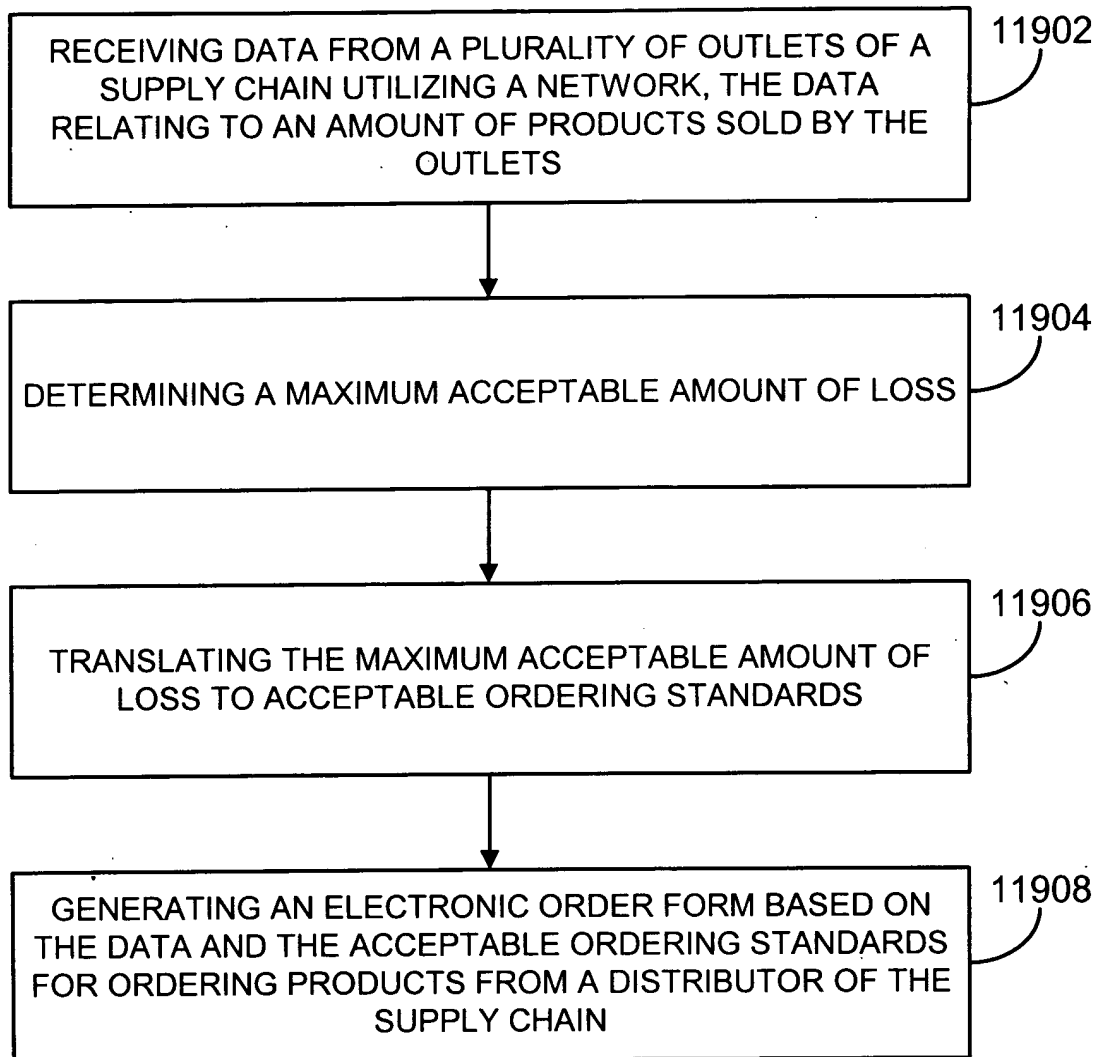 RECEIVING DATA FROM A PLURALITY OF OUTLETS OF A
SUPPLY CHAIN UTILIZING A NETWORK, THE DATA
RELATING TO AN AMOUNT OF PRODUCTS SOLD BY THE
OUTLETS
11902
DETERMINING A MAXIMUM ACCEPTABLE AMOUNT OF LOSS
11904
TRANSLATING THE MAXIMUM ACCEPTABLE AMOUNT OF
LOSS TO ACCEPTABLE ORDERING STANDARDS
11906
GENERATING AN ELECTRONIC ORDER FORM BASED ON
THE DATA AND THE ACCEPTABLE ORDERING STANDARDS
FOR ORDERING PRODUCTS FROM A DISTRIBUTOR OF THE
SUPPLY CHAIN
11908